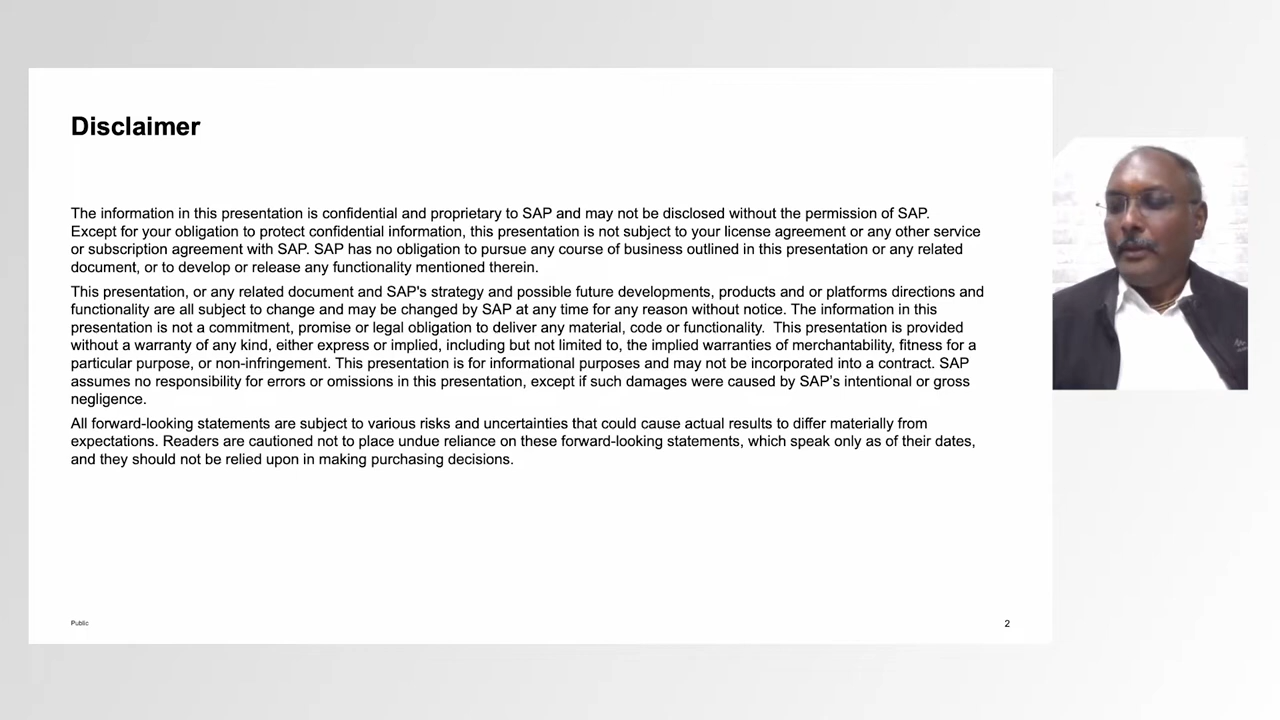 Disclaimer
The information in this presentation is confidential and proprietary to SAP and may not be disclosed without the permission of SAP.
Except for your obligation to protect confidential information, this presentation is not subject to your license agreement or any other service
or subscription agreement with SAP. SAP has no obligation to pursue any course of business outlined in this presentation or any related
document, or to develop or release any functionality mentioned therein.
This presentation, or any related document and SAP's strategy and possible future developments, products and or platforms directions and
functionality are all subject to change and may be changed by SAP at any time for any reason without notice. The information in this
presentation is not a commitment, promise or legal obligation to deliver any material, code or functionality.  This presentation is provided
without a warranty of any kind, either express or implied, including but not limited to, the implied warranties of merchantability, fitness for a
particular purpose, or non-infringement. This presentation is for informational purposes and may not be incorporated into a contract. SAP
assumes no responsibility for errors or omissions in this presentation, except if such damages were caused by SAP's intentional or gross
negligence.
All forward-looking statements are subject to various risks and uncertainties that could cause actual results to differ materially from
expectations. Readers are cautioned not to place undue reliance on these forward-looking statements, which speak only as of their dates,
and they should not be relied upon in making purchasing decisions.
Public
2